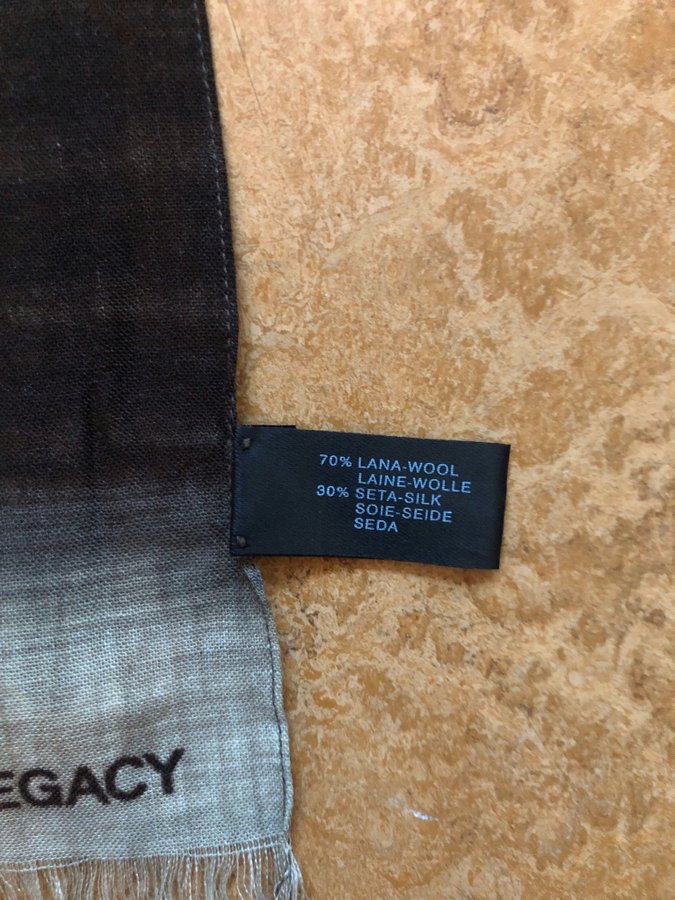 70% LANA-WOOL
LAINE-WOLLE
30% SETA-SILK
SOIE-SEIDE
SEDA
EGACY